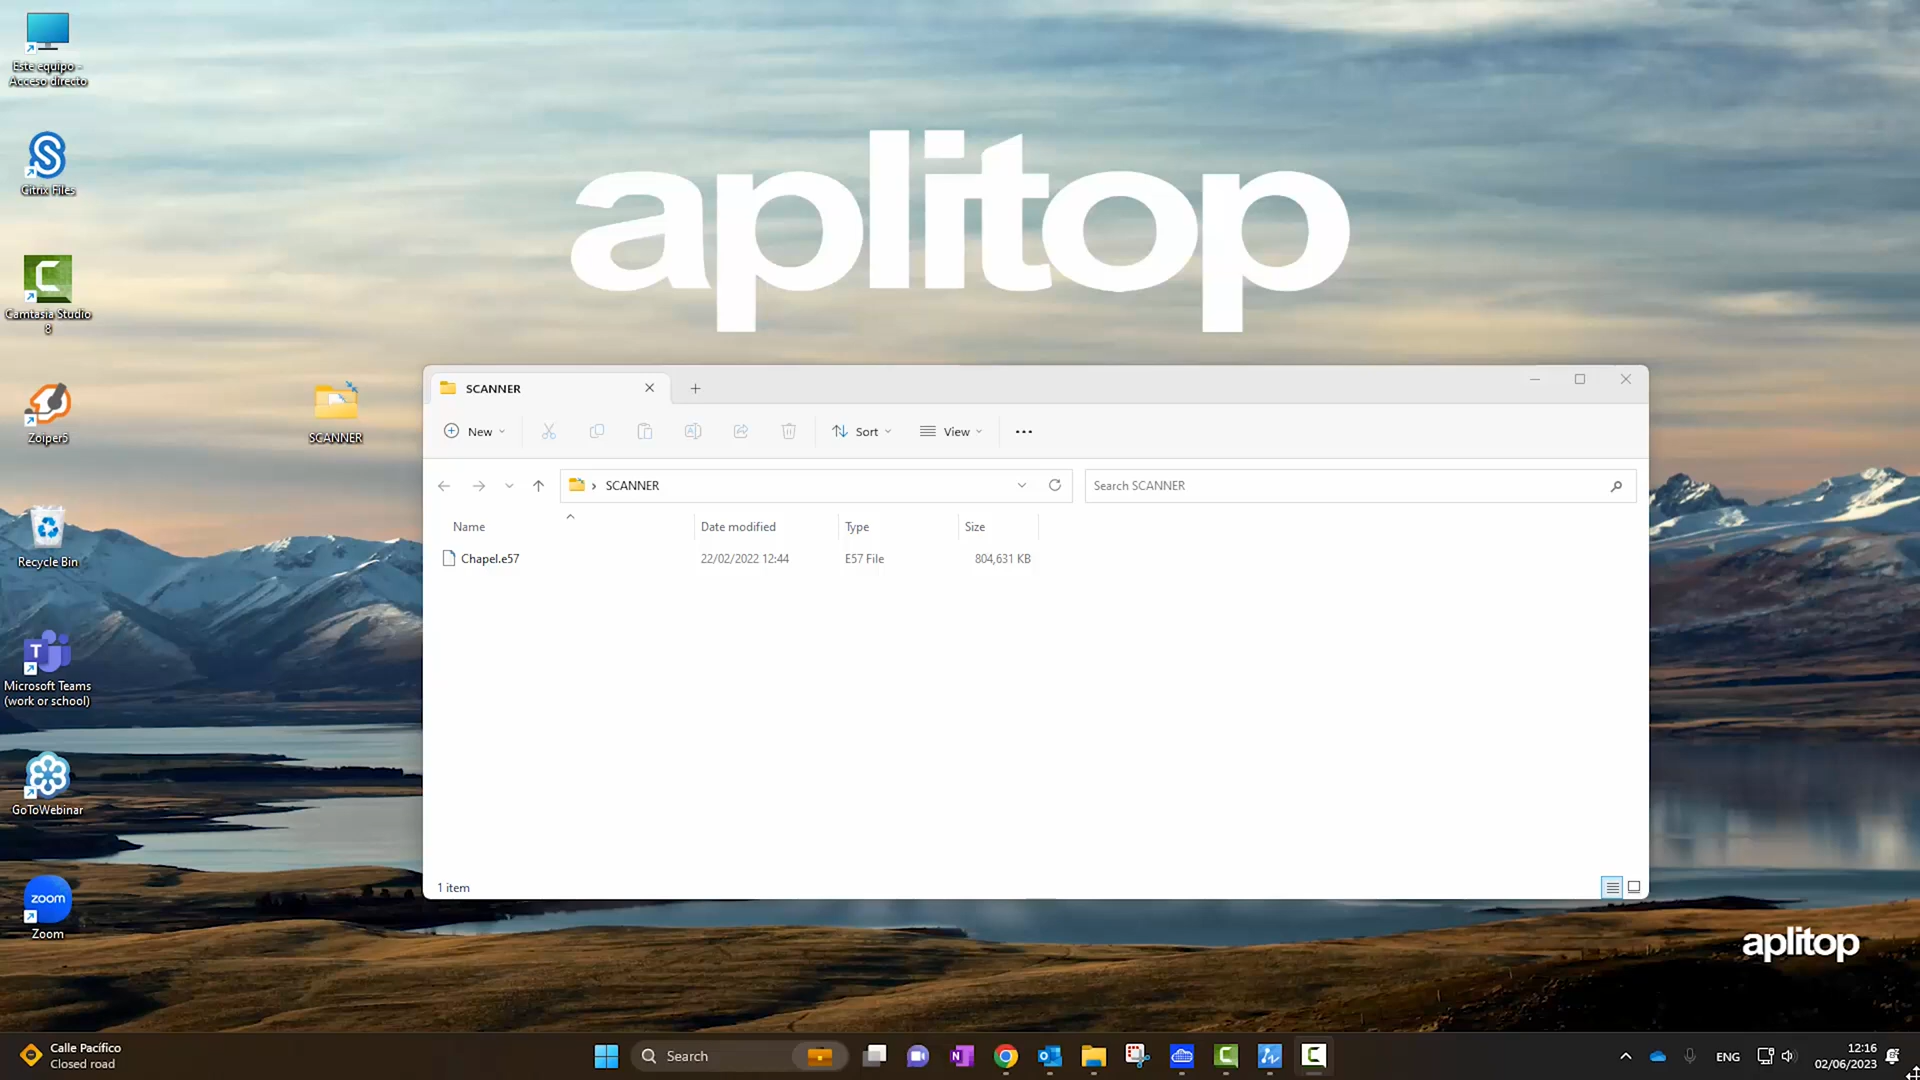 Este equipo -
Acceso directo
Citrix Files
Camtasia Studio
8
Zoiper5
Recycle Bin
Microsoft Teams
(work or school)
GoToWebinar
zoom
Zoom
SCANNER
aplitop
SCANNER
New
Sort
View
SCANNER
Search SCANNER
Name
Date modified
Type
Size
Chapel.e57
22/02/2022 12:44
E57 File
804,631 KB
1 item
aplitop
Calle Pacífico
Closed road
Search
ENG
12:16
02/06/2023